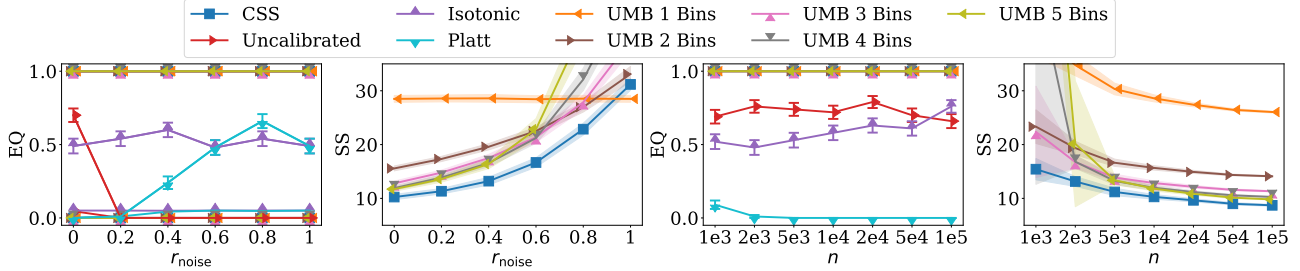 CSS Isotonic UMB 1 Bins UMB 3 Bins UMB 5 Bins
Uncalibrated Platt UMB 2 Bins UMB 4 Bins
EQ
1.0
0.5
0.0
0 0.2 0.4 0.6 0.8 1
r_noise
SS
30
20
10
0 0.2 0.4 0.6 0.8 1
r_noise
EQ
1.0
0.5
0.0
1e3 2e3 5e3 1e4 2e4 5e4 1e5
n
SS
30
20
10
1e3 2e3 5e3 1e4 2e4 5e4 1e5
n